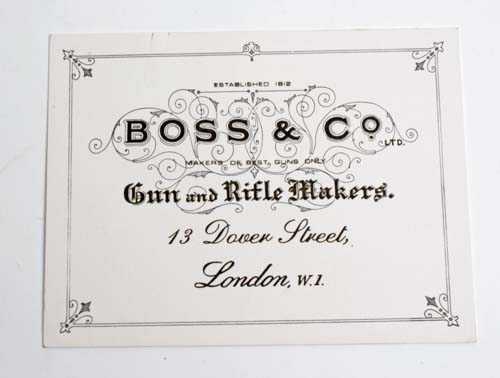 ESTABLISHED 1812
BOSS & Co.
LTD.
MAKERS OF BEST GUNS ONLY
Gun and Rifle Makers.
13 Dover Street,
London, W.1.